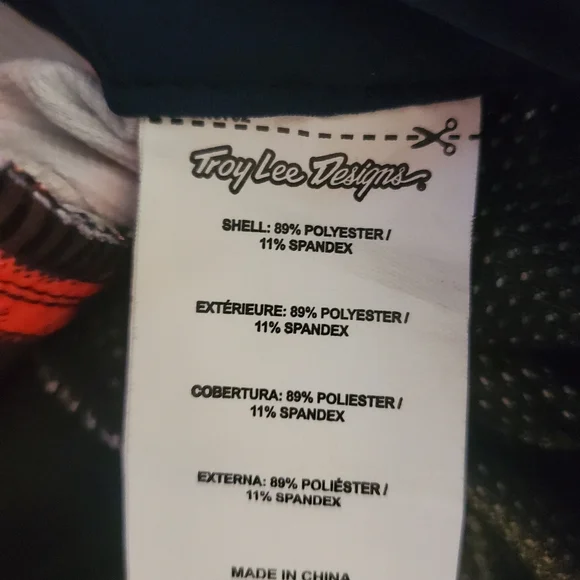 Troy Lee Designs
SHELL: 89% POLYESTER /
11% SPANDEX
EXTÉRIEURE: 89% POLYESTER /
11% SPANDEX
COBERTURA: 89% POLIESTER /
11% SPANDEX
EXTERNA: 89% POLIÉSTER /
11% SPANDEX
MADE IN CHINA